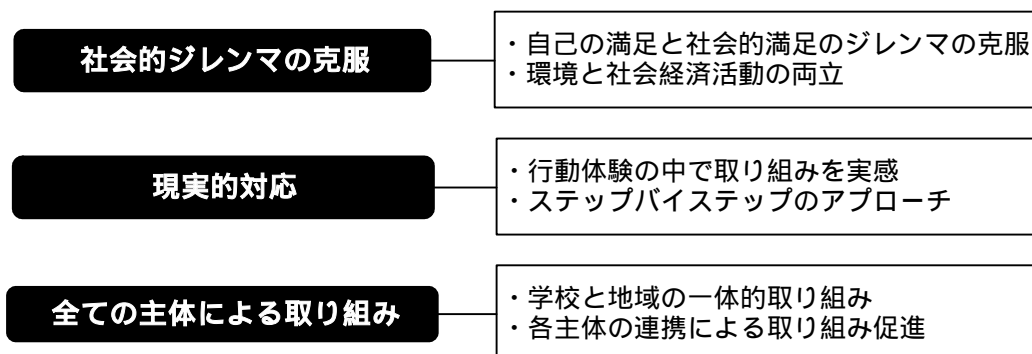 社会的ジレンマの克服
・自己の満足と社会的満足のジレンマの克服
・環境と社会経済活動の両立
現実的対応
・行動体験の中で取り組みを実感
・ステップバイステップのアプローチ
全ての主体による取り組み
・学校と地域の一体的取り組み
・各主体の連携による取り組み促進